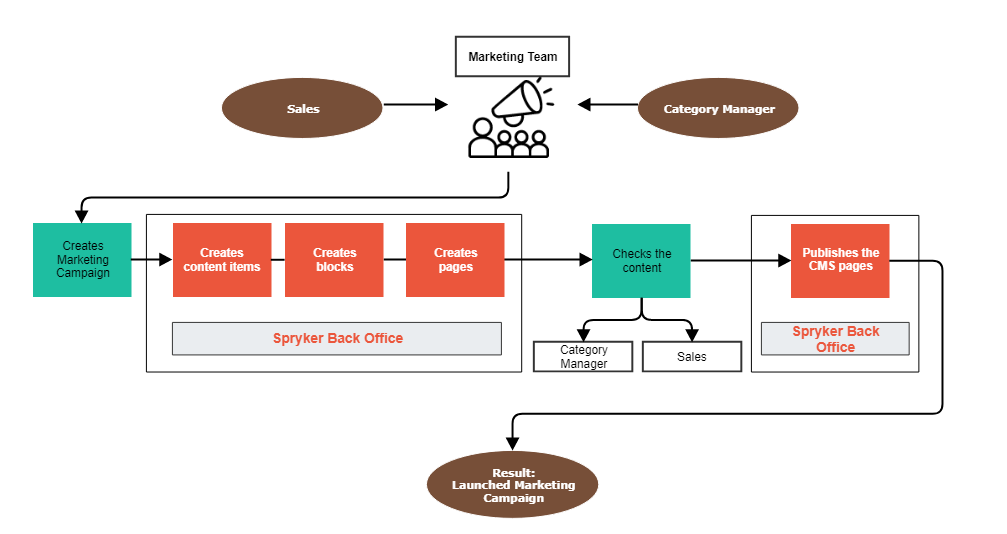 Marketing Team
Sales
Category Manager
Creates
Marketing
Campaign
Creates
content items
Creates
blocks
Creates
pages
Checks the
content
Publishes the
CMS pages
Spryker Back Office
Category
Manager
Sales
Spryker Back
Office
Result:
Launched Marketing
Campaign